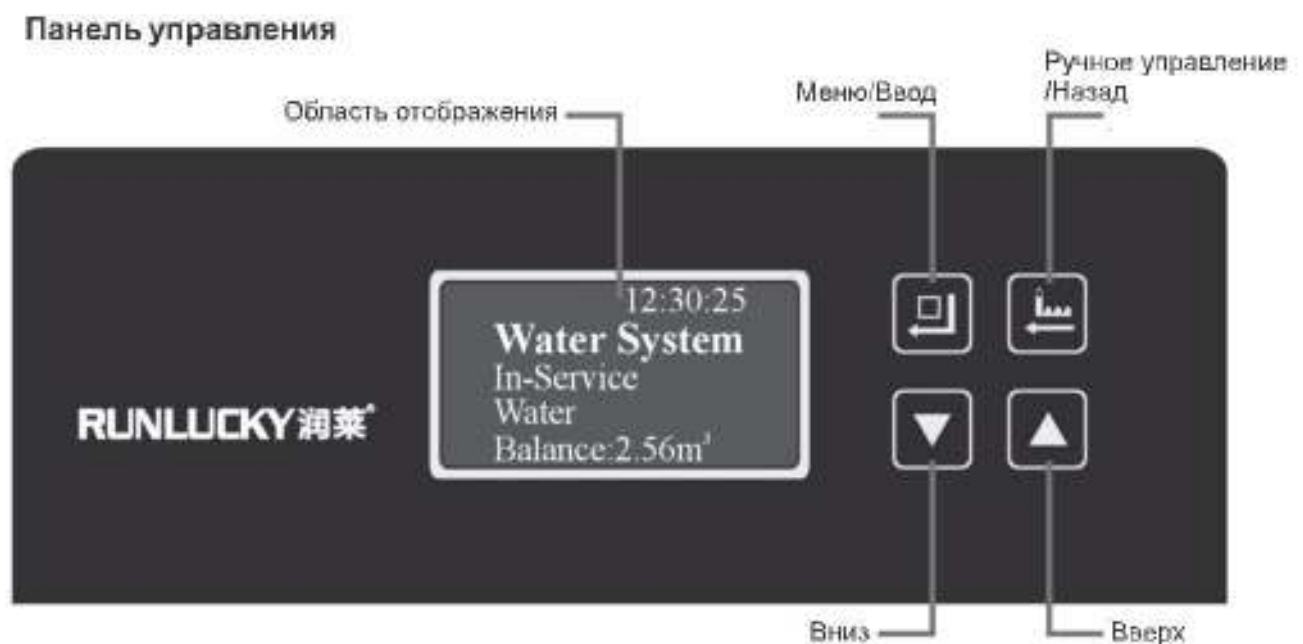 Панель управления
Ручное управление
/Назад
Меню/Ввод
Область отображения
12:30:25
Water System
In-Service
Water
Balance:2.56m³
RUNLUCKY润莱®
Вниз
Вверх